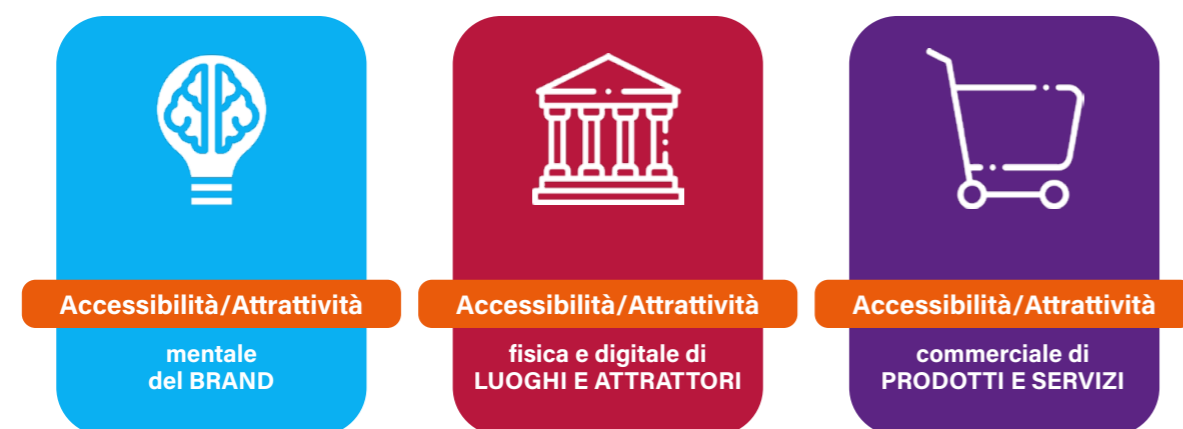 Accessibilità/Attrattività
mentale
del BRAND
Accessibilità/Attrattività
fisica e digitale di
LUOGHI E ATTRATTORI
Accessibilità/Attrattività
commerciale di
PRODOTTI E SERVIZI